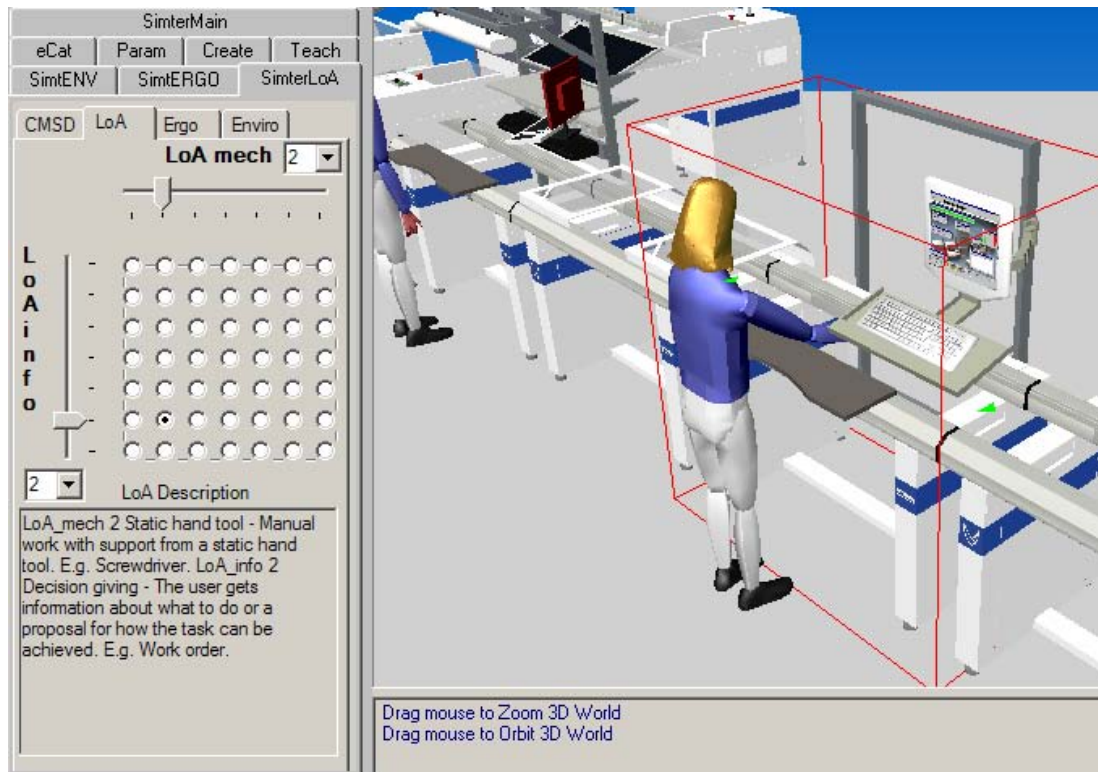 SimterMain
eCat Param Create Teach
SimtENV SimtERGO SimterLoA
CMSD LoA Ergo Enviro
LoA mech 2
LoA info
2
LoA Description
LoA_mech 2 Static hand tool - Manual
work with support from a static hand
tool. E.g. Screwdriver. LoA_info 2
Decision giving - The user gets
information about what to do or a
proposal for how the task can be
achieved. E.g. Work order.
Drag mouse to Zoom 3D World
Drag mouse to Orbit 3D World